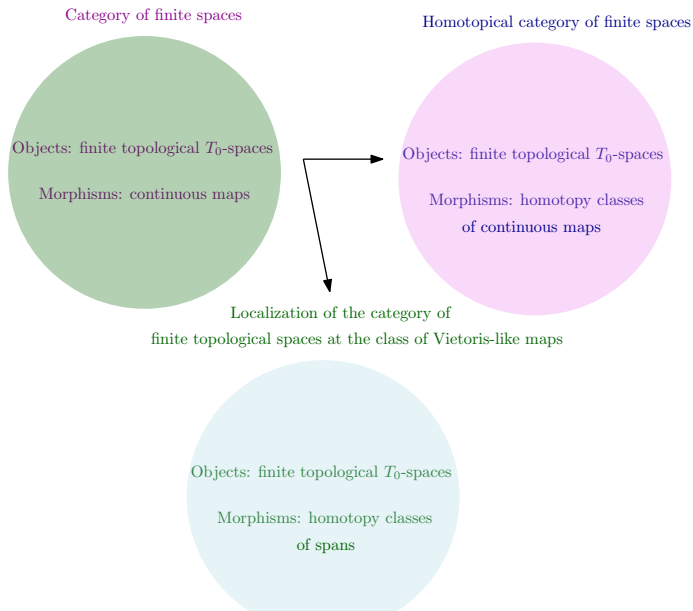 Category of finite spaces
Objects: finite topological T₀-spaces
Morphisms: continuous maps
Homotopical category of finite spaces
Objects: finite topological T₀-spaces
Morphisms: homotopy classes
of continuous maps
Localization of the category of
finite topological spaces at the class of Vietoris-like maps
Objects: finite topological T₀-spaces
Morphisms: homotopy classes
of spans